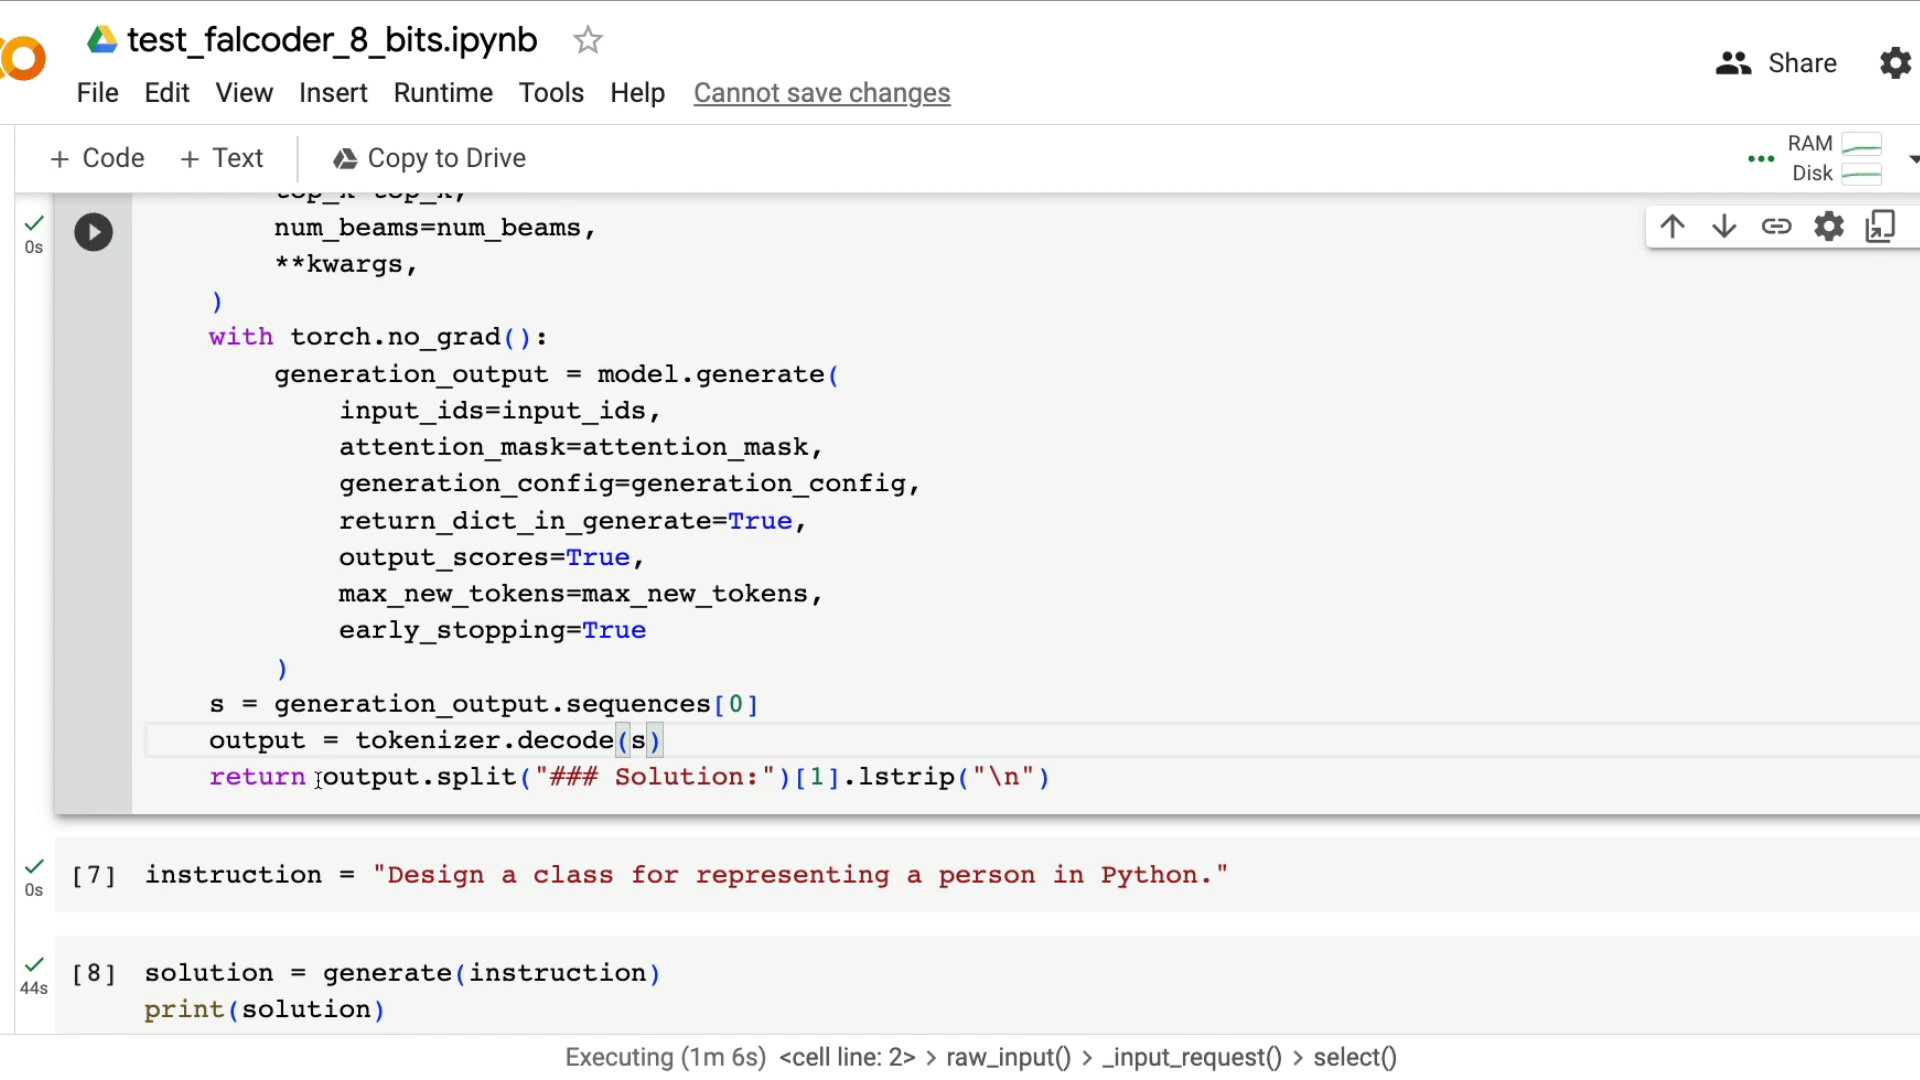 test_falcoder_8_bits.ipynb
File Edit View Insert Runtime Tools Help Cannot save changes
Share
+ Code + Text Copy to Drive
RAM
Disk
top_k=top_k,
0s
num_beams=num_beams,
**kwargs,
)
with torch.no_grad():
generation_output = model.generate(
input_ids=input_ids,
attention_mask=attention_mask,
generation_config=generation_config,
return_dict_in_generate=True,
output_scores=True,
max_new_tokens=max_new_tokens,
early_stopping=True
)
s = generation_output.sequences[0]
output = tokenizer.decode(s)
return output.split("### Solution:")[1].lstrip("\n")
0s
[7] instruction = "Design a class for representing a person in Python."
44s
[8] solution = generate(instruction)
print(solution)
Executing (1m 6s) <cell line: 2> > raw_input() > _input_request() > select()